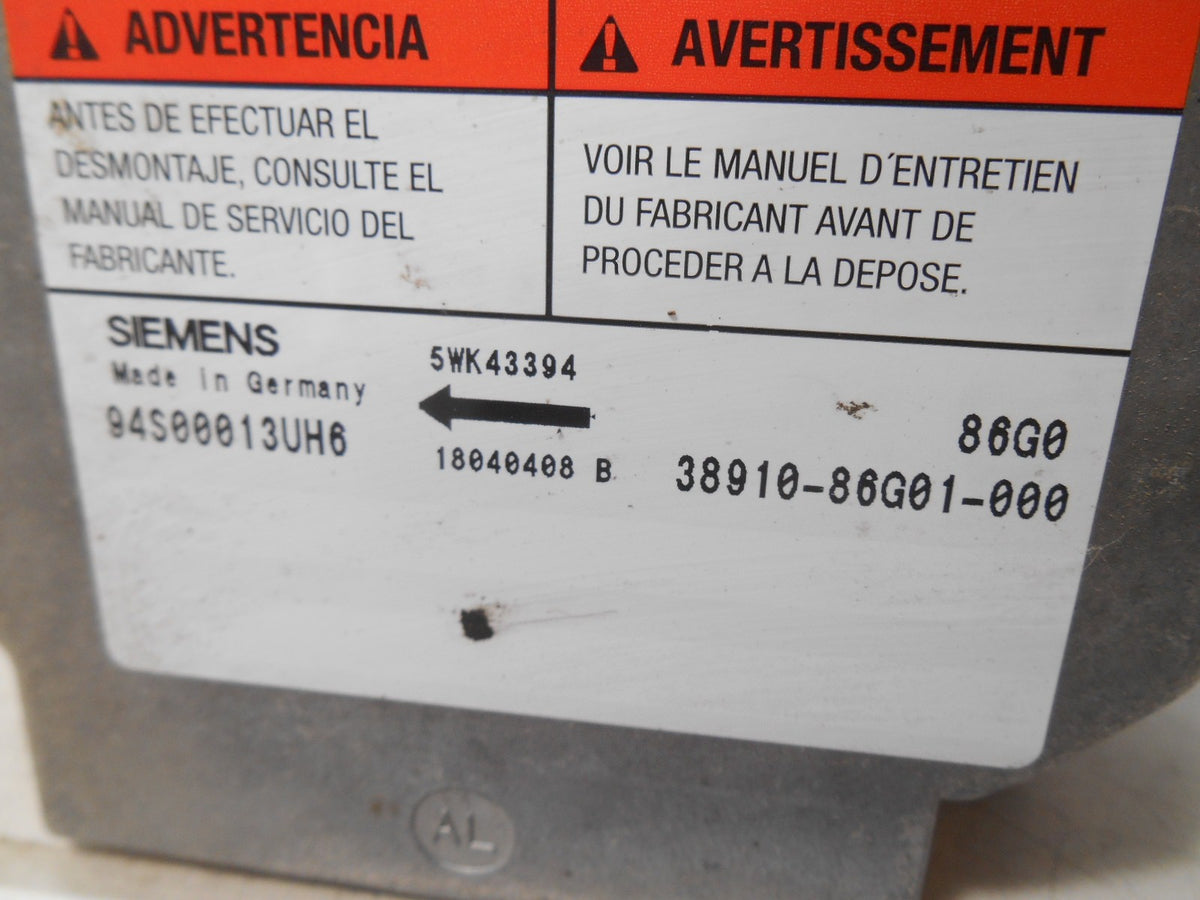 ADVERTENCIA
ANTES DE EFECTUAR EL
DESMONTAJE, CONSULTE EL
MANUAL DE SERVICIO DEL
FABRICANTE.
AVERTISSEMENT
VOIR LE MANUEL D´ENTRETIEN
DU FABRICANT AVANT DE
PROCEDER A LA DEPOSE.
SIEMENS
Made in Germany
94S00013UH6
5WK43394
18040408 B
86G0
38910-86G01-000
AL